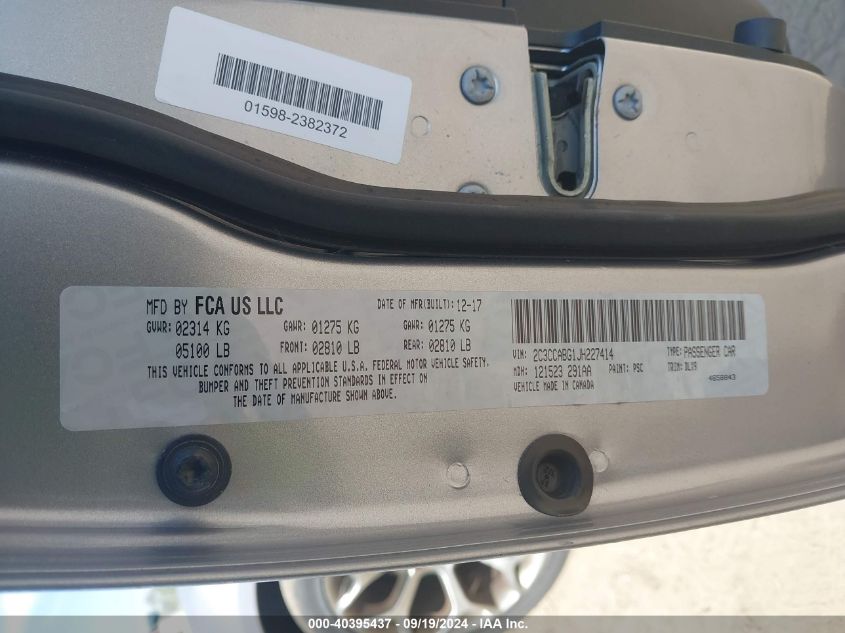 01598-2382372
MFD BY FCA US LLC
DATE OF MFR(BUILT): 12-17
GVWR: 02314 KG GAWR: 01275 KG GAWR: 01275 KG
05100 LB FRONT: 02810 LB REAR: 02810 LB
THIS VEHICLE CONFORMS TO ALL APPLICABLE U.S.A. FEDERAL MOTOR VEHICLE SAFETY,
BUMPER AND THEFT PREVENTION STANDARDS IN EFFECT ON
THE DATE OF MANUFACTURE SHOWN ABOVE.
VIN: 2C3CCABG1JH227414 TYPE: PASSENGER CAR
MDH: 121523 291AA PAINT: PSC TRIM: DLX9
VEHICLE MADE IN CANADA 4658843
000-40395437 - 09/19/2024 - IAA Inc.